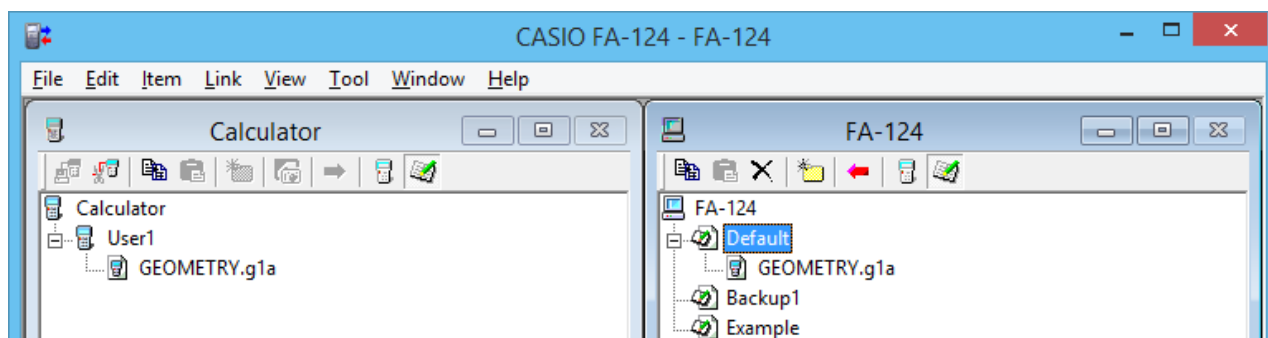 CASIO FA-124 - FA-124
File Edit Item Link View Tool Window Help
Calculator
Calculator
User1
GEOMETRY.g1a
FA-124
FA-124
Default
GEOMETRY.g1a
Backup1
Example